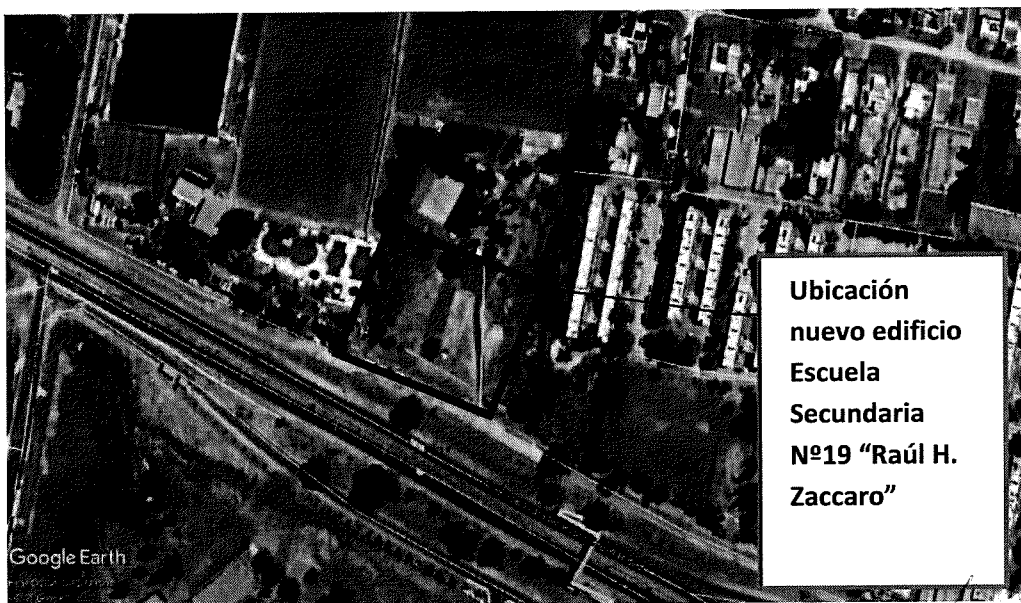 Ubicación
nuevo edificio
Escuela
Secundaria
Nº19 “Raúl H.
Zaccaro”
Google Earth